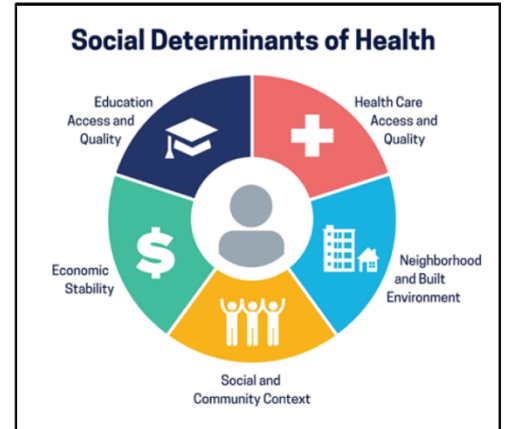 Social Determinants of Health
Education
Access and
Quality
Health Care
Access and
Quality
Economic
Stability
$
Neighborhood
and Built
Environment
Social and
Community Context